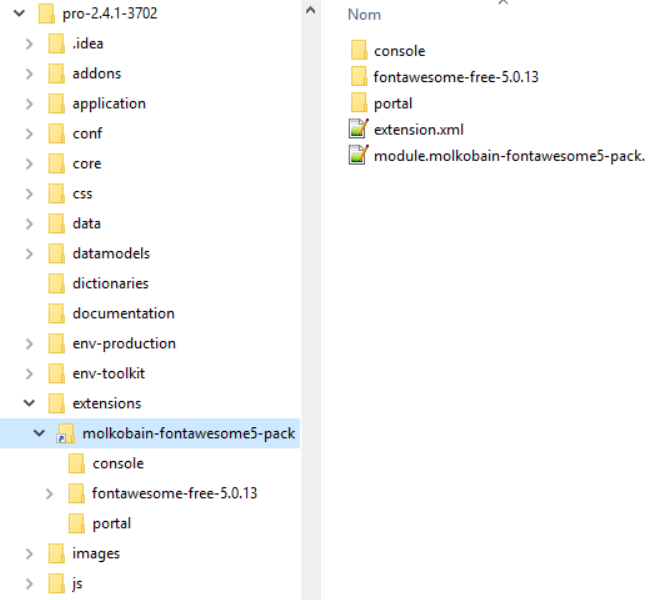 pro-2.4.1-3702
.idea
addons
application
conf
core
css
data
datamodels
dictionaries
documentation
env-production
env-toolkit
extensions
molkobain-fontawesome5-pack
console
fontawesome-free-5.0.13
portal
images
js
Nom
console
fontawesome-free-5.0.13
portal
extension.xml
module.molkobain-fontawesome5-pack.